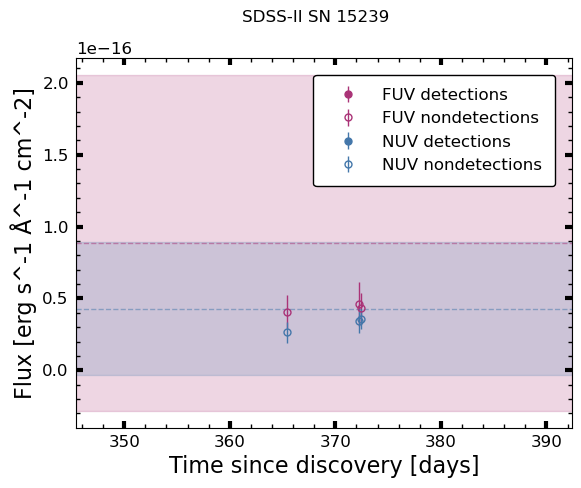 SDSS-II SN 15239
1e−16
2.0
1.5
1.0
0.5
0.0
Flux [erg s^-1 Å^-1 cm^-2]
FUV detections
FUV nondetections
NUV detections
NUV nondetections
350
360
370
380
390
Time since discovery [days]